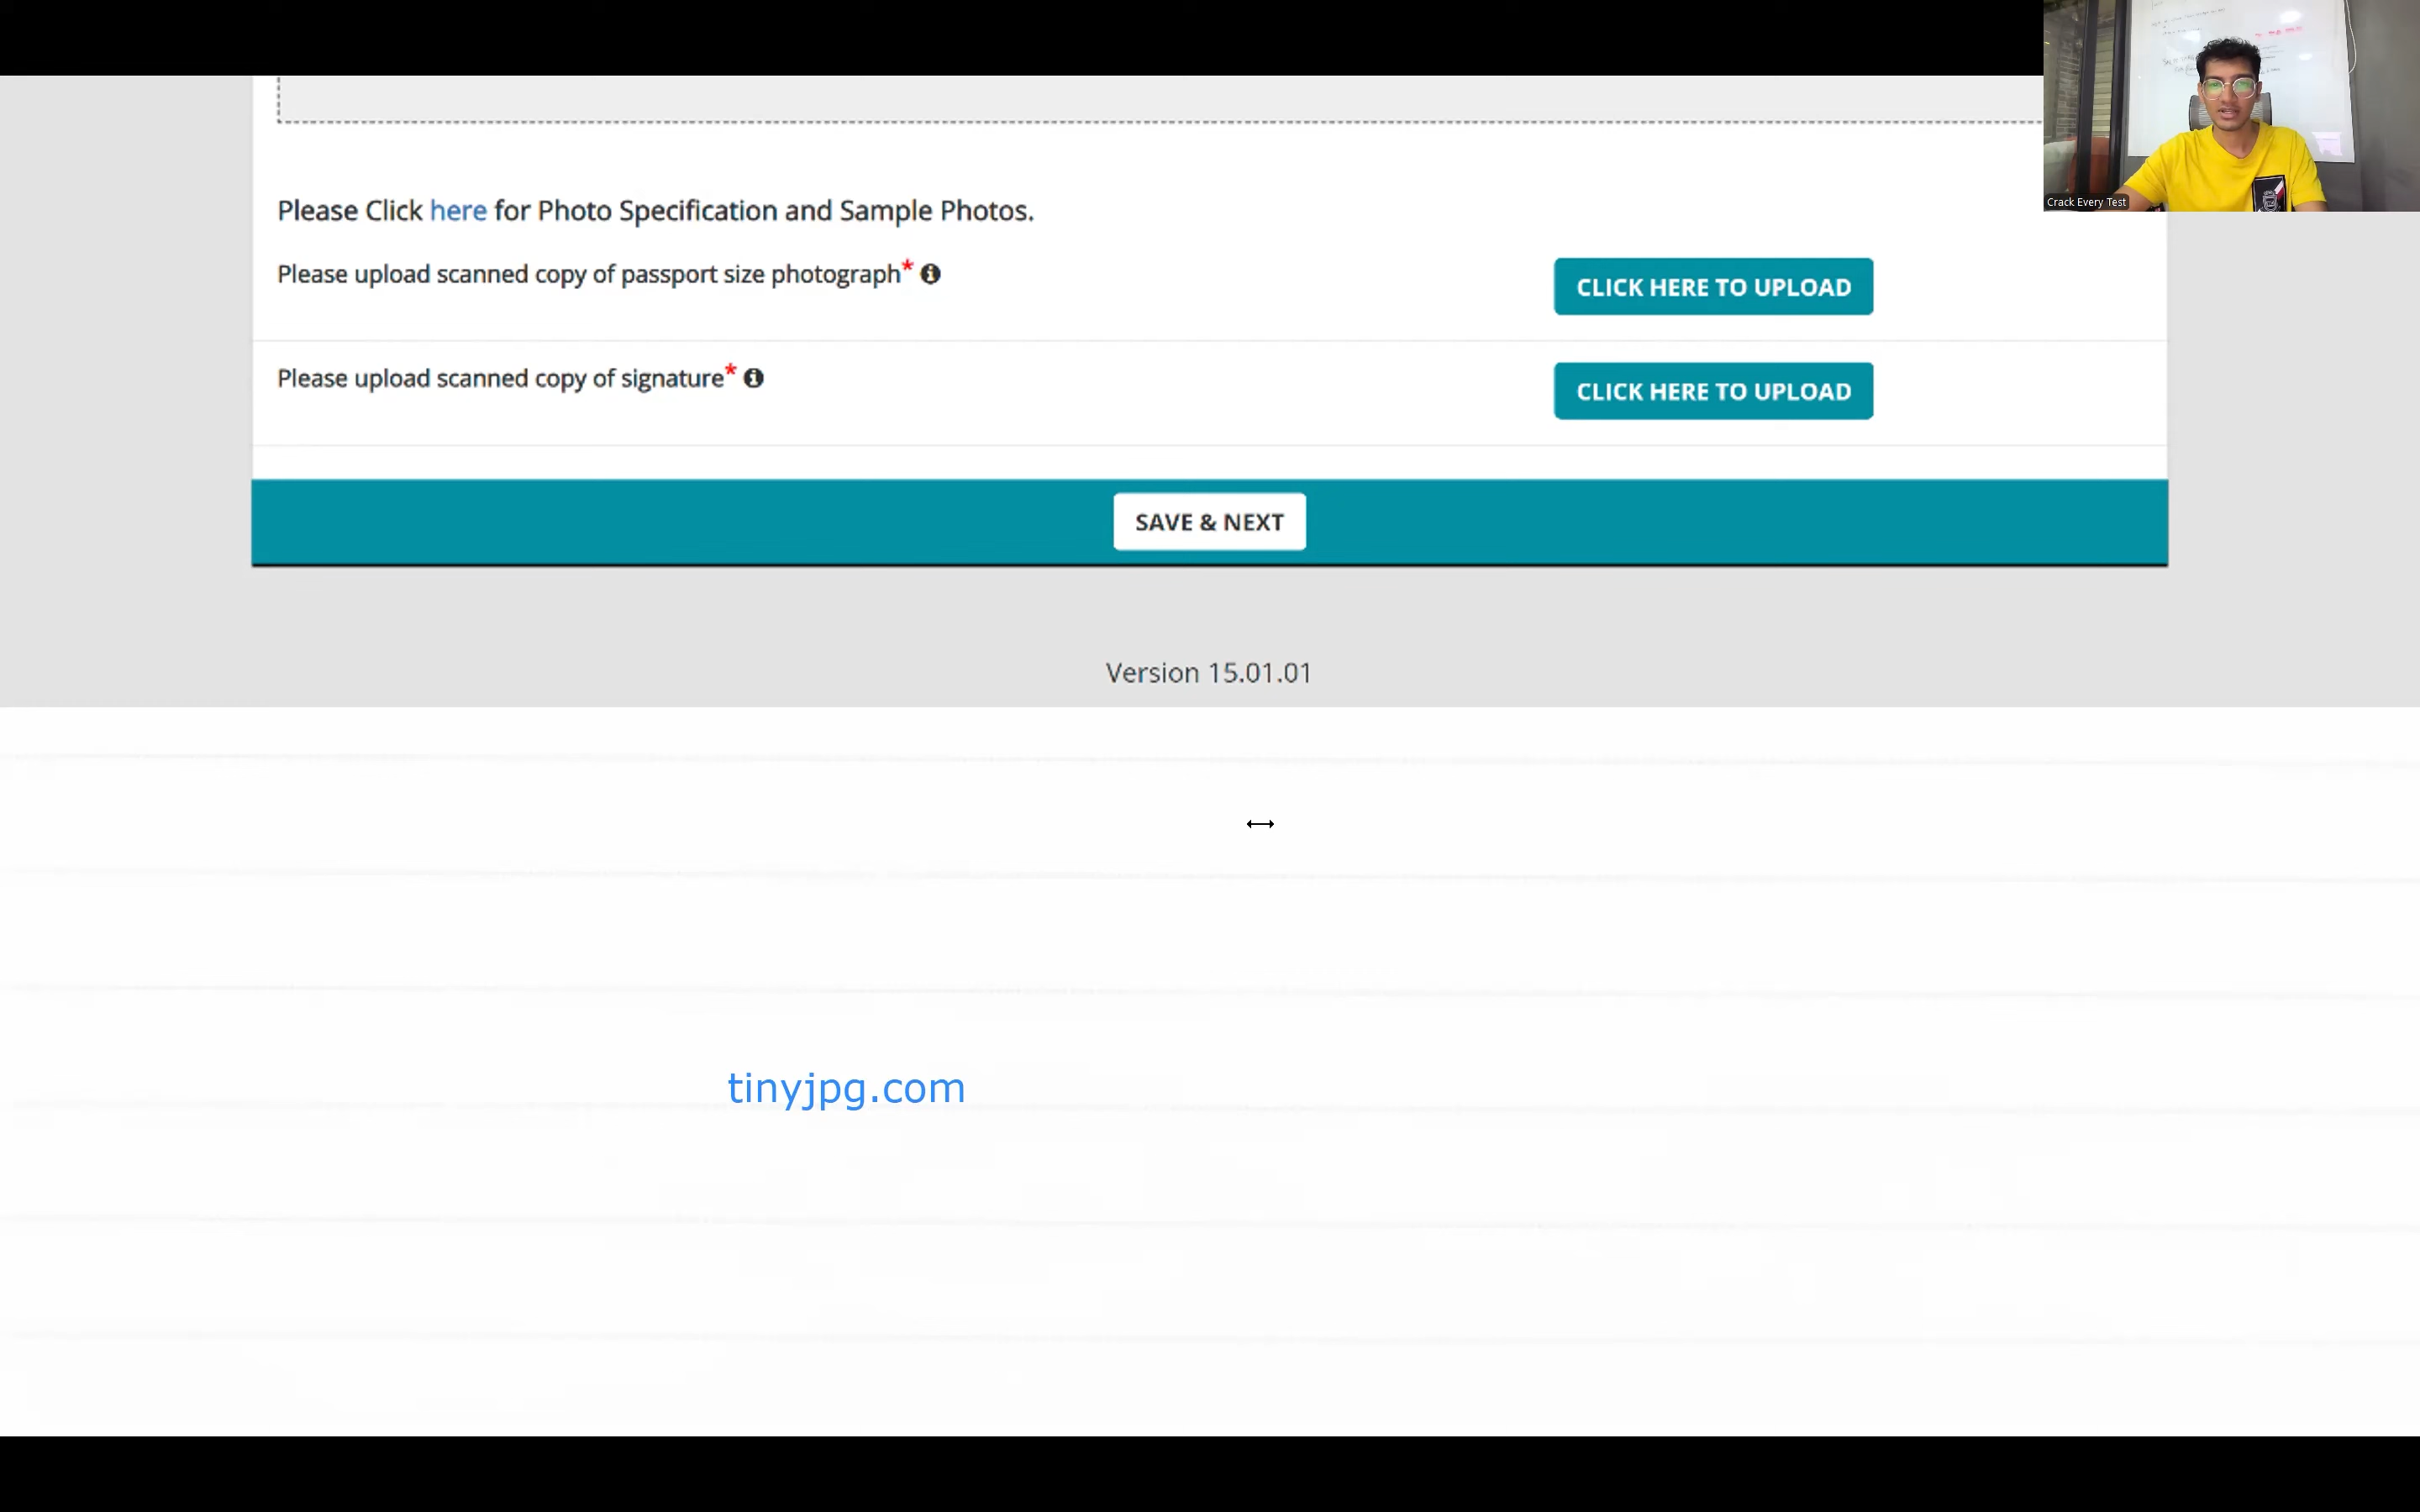 Crack Every Test
Please Click here for Photo Specification and Sample Photos.
Please upload scanned copy of passport size photograph*
CLICK HERE TO UPLOAD
Please upload scanned copy of signature*
CLICK HERE TO UPLOAD
SAVE & NEXT
Version 15.01.01
tinyjpg.com